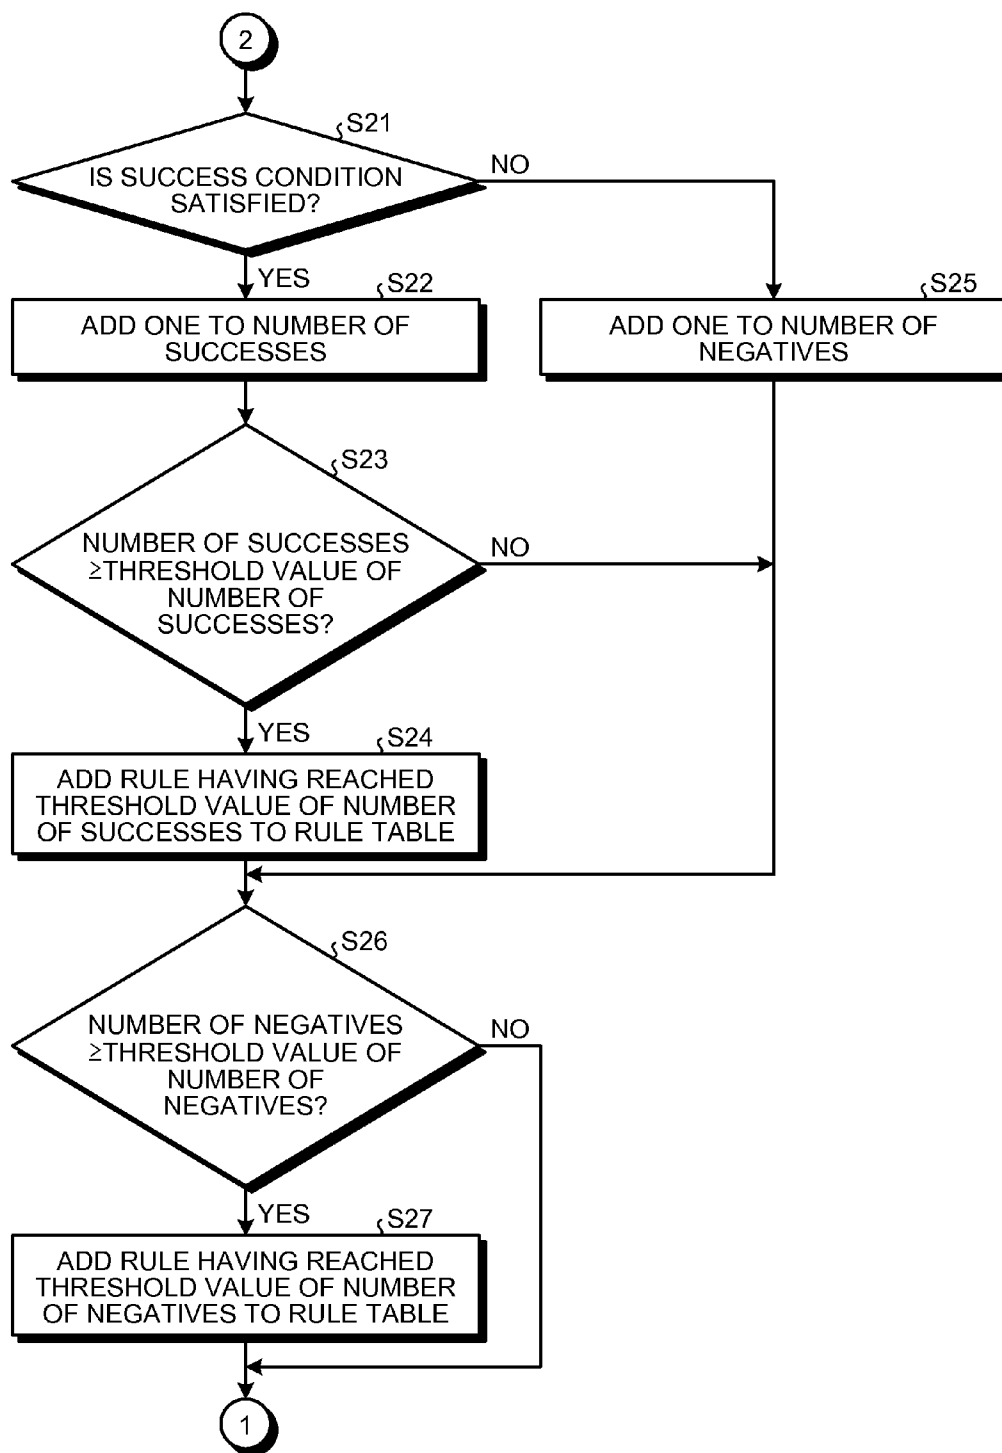 2
S21
IS SUCCESS CONDITION
SATISFIED?
NO
YES
S22
ADD ONE TO NUMBER OF
SUCCESSES
S25
ADD ONE TO NUMBER OF
NEGATIVES
S23
NUMBER OF SUCCESSES
≥THRESHOLD VALUE OF
NUMBER OF
SUCCESSES?
NO
YES
S24
ADD RULE HAVING REACHED
THRESHOLD VALUE OF NUMBER
OF SUCCESSES TO RULE TABLE
S26
NUMBER OF NEGATIVES
≥THRESHOLD VALUE OF
NUMBER OF
NEGATIVES?
NO
YES
S27
ADD RULE HAVING REACHED
THRESHOLD VALUE OF NUMBER
OF NEGATIVES TO RULE TABLE
1